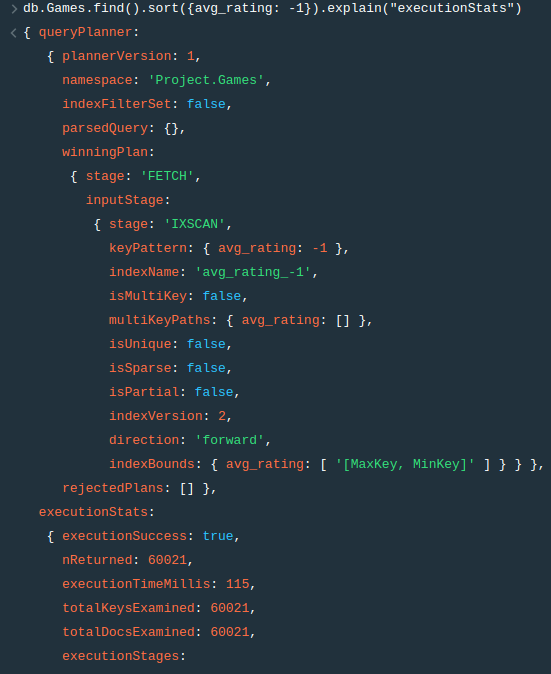 > db.Games.find().sort({avg_rating: -1}).explain("executionStats")
< { queryPlanner:
{ plannerVersion: 1,
namespace: 'Project.Games',
indexFilterSet: false,
parsedQuery: {},
winningPlan:
{ stage: 'FETCH',
inputStage:
{ stage: 'IXSCAN',
keyPattern: { avg_rating: -1 },
indexName: 'avg_rating_-1',
isMultiKey: false,
multiKeyPaths: { avg_rating: [] },
isUnique: false,
isSparse: false,
isPartial: false,
indexVersion: 2,
direction: 'forward',
indexBounds: { avg_rating: [ '[MaxKey, MinKey]' ] } } },
rejectedPlans: [] },
executionStats:
{ executionSuccess: true,
nReturned: 60021,
executionTimeMillis: 115,
totalKeysExamined: 60021,
totalDocsExamined: 60021,
executionStages: